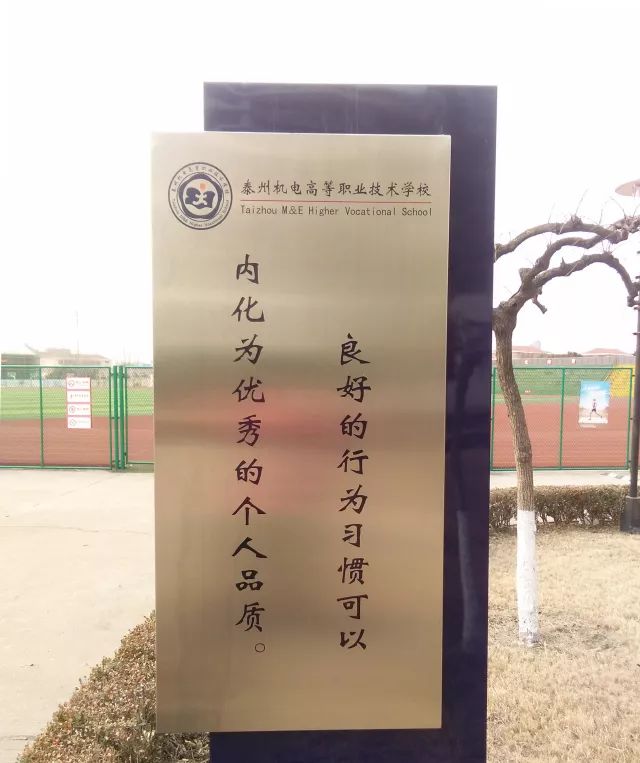 泰州机电高等职业技术学校
Taizhou M&E Higher Vocational School
良好的行为习惯可以
内化为优秀的个人品质。